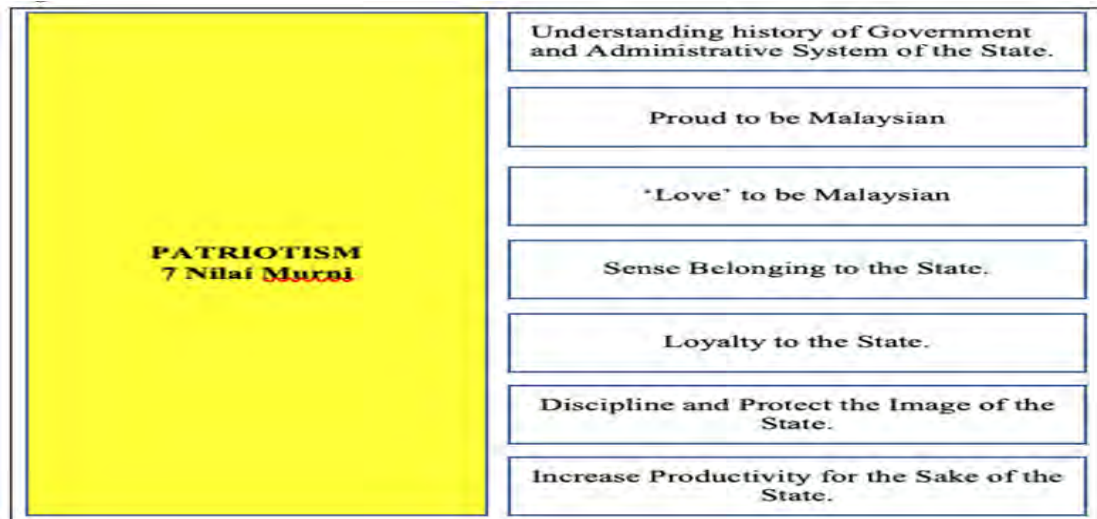 PATRIOTISM
7 Nilai Murni
Understanding history of Government
and Administrative System of the State.
Proud to be Malaysian
'Love' to be Malaysian
Sense Belonging to the State.
Loyalty to the State.
Discipline and Protect the Image of the
State.
Increase Productivity for the Sake of the
State.